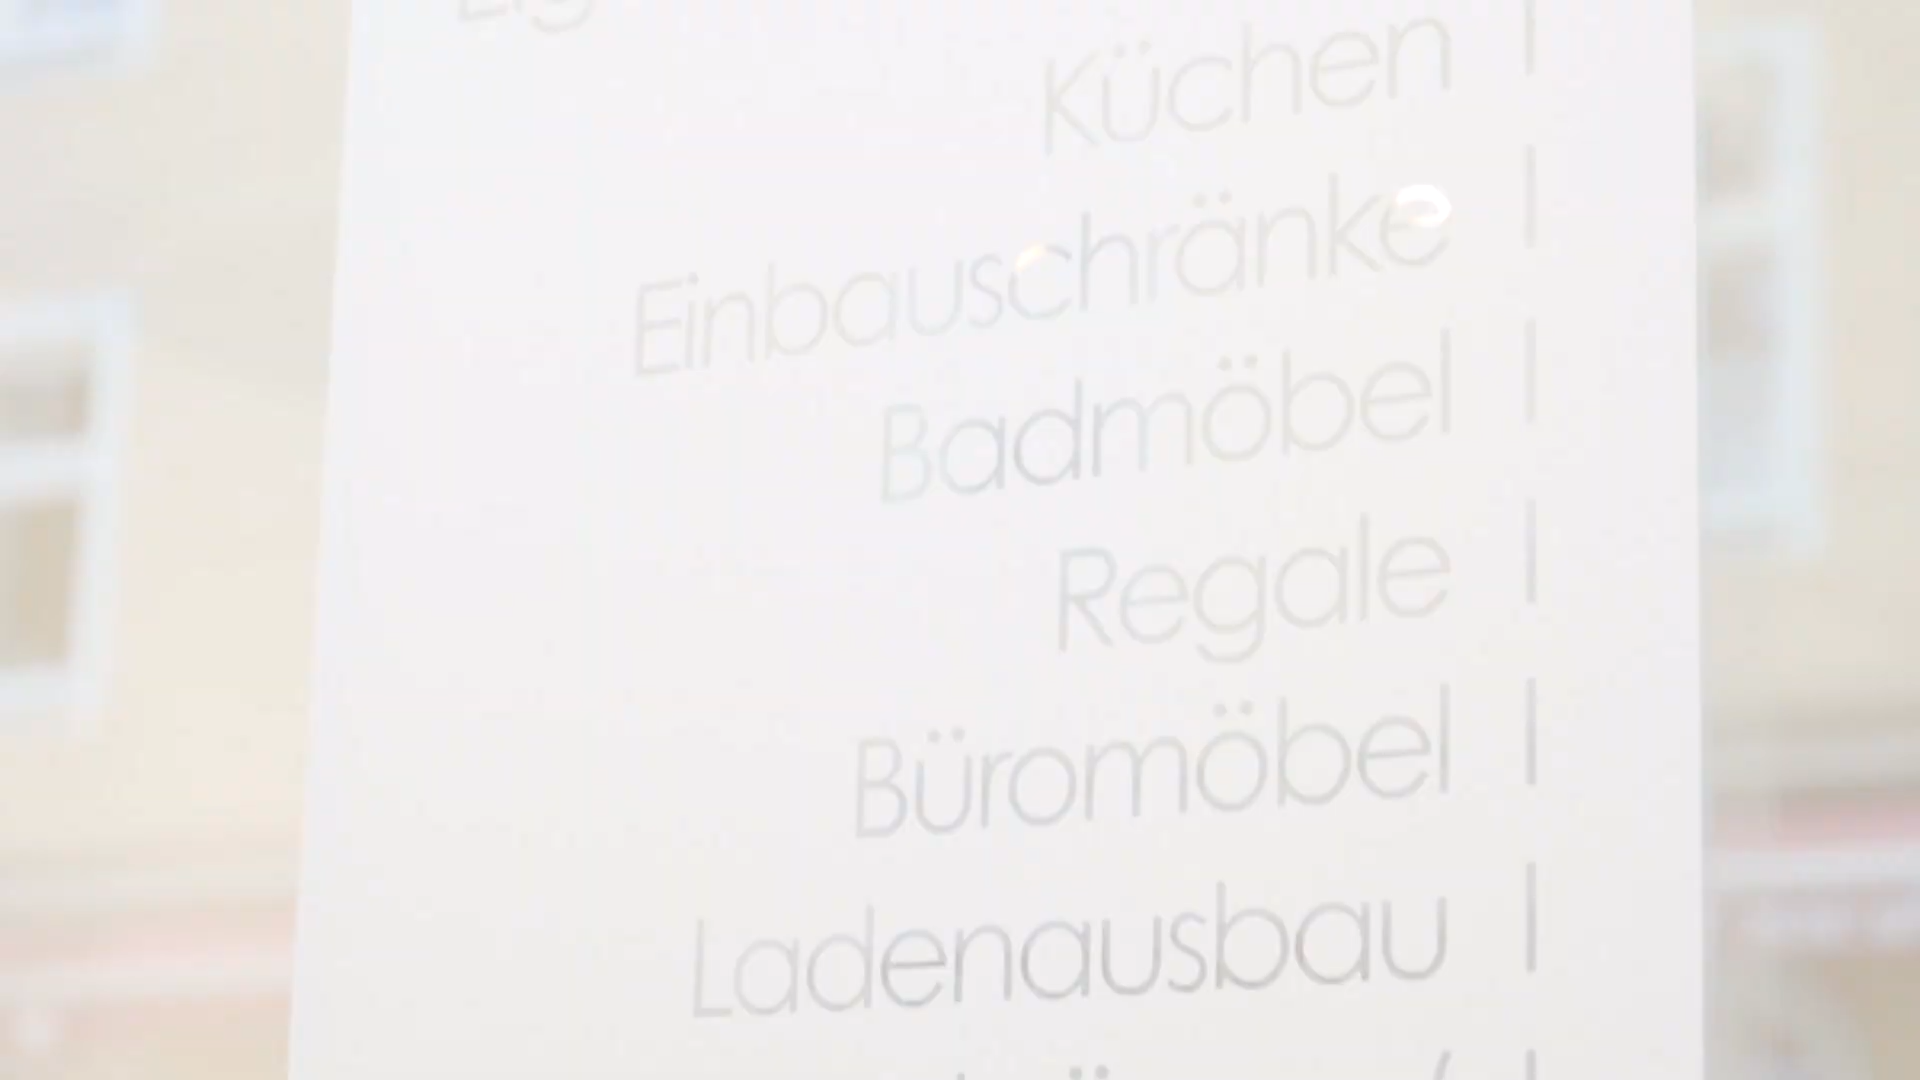 Küchen |
Einbauschränke |
Badmöbel |
Regale |
Büromöbel |
Ladenausbau |